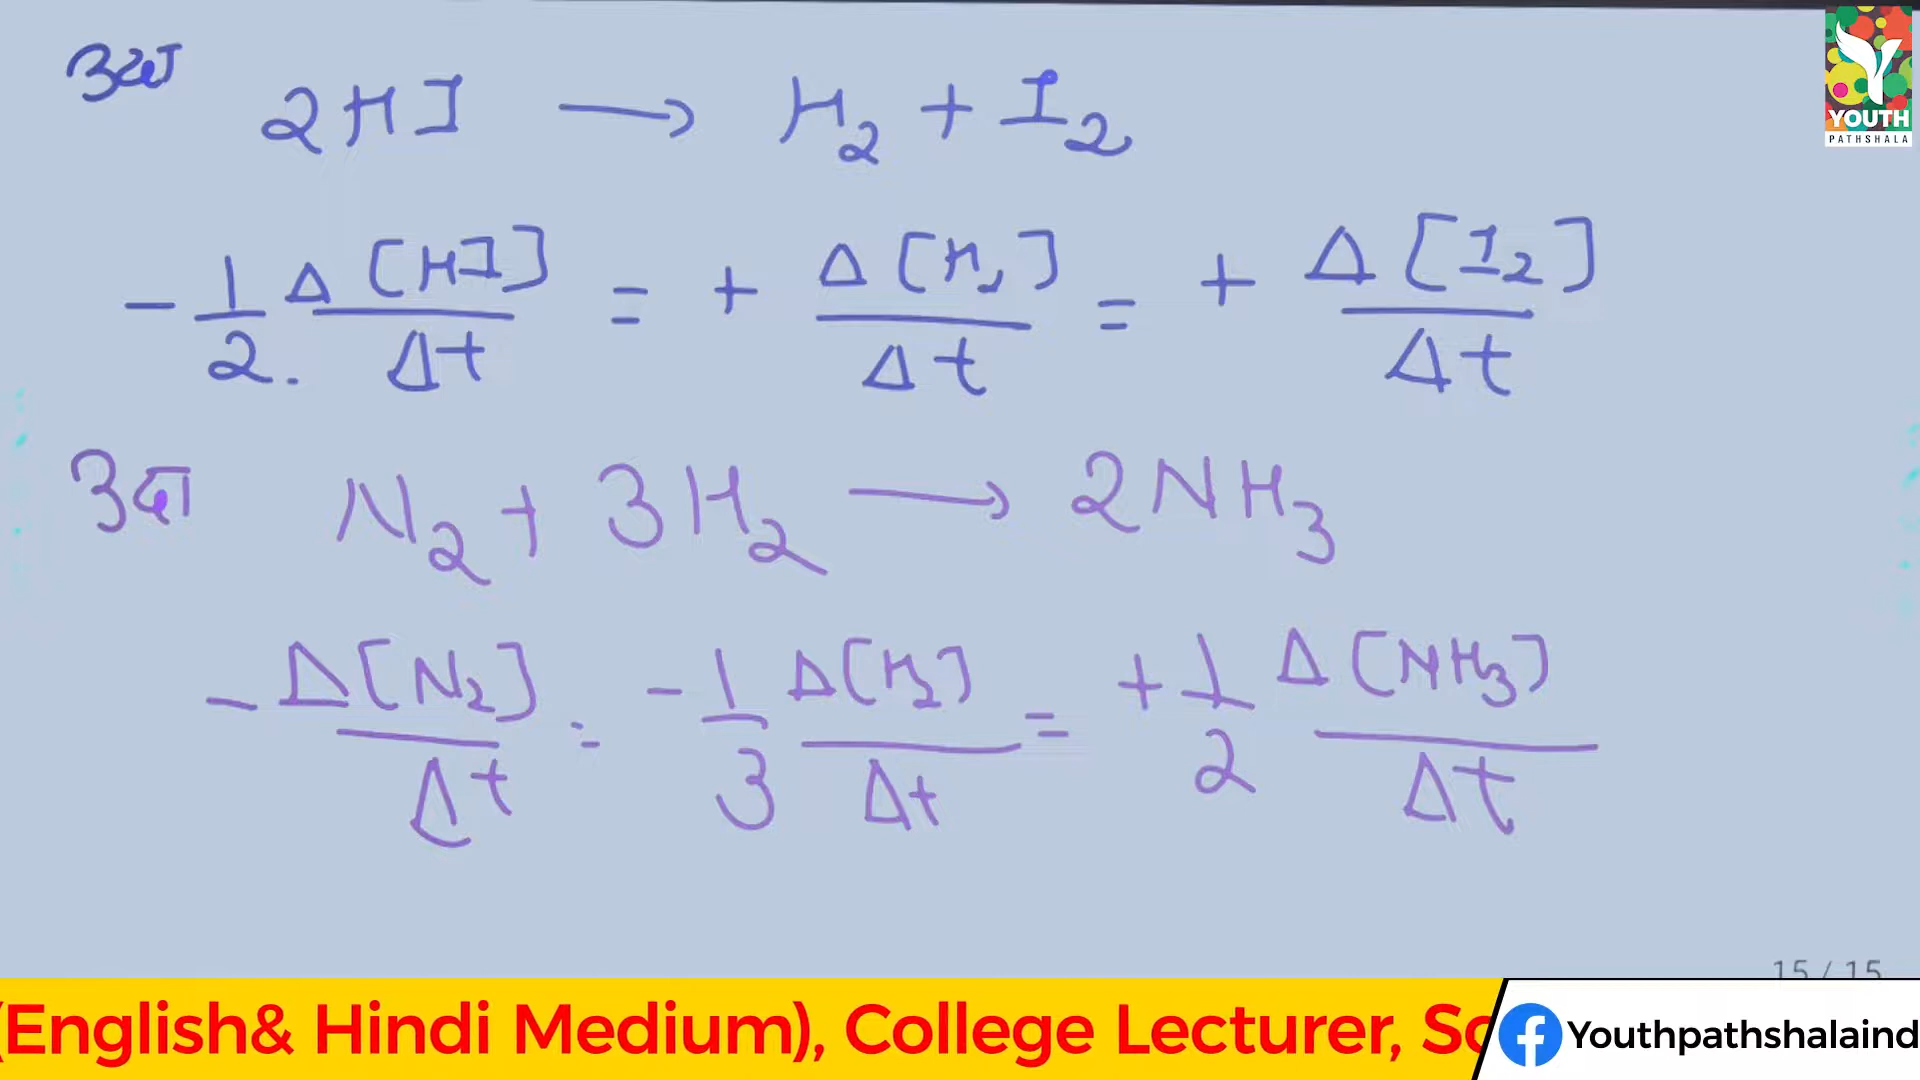 उदा
2HI → H₂ + I₂
YOUTH
PATHSHALA
- 1/2. Δ[HI]/Δt = + Δ[H₂]/Δt = + Δ[I₂]/Δt
उदा
N₂ + 3H₂ → 2NH₃
- Δ[N₂]/Δt = - 1/3 Δ[H₂]/Δt = + 1/2 Δ[NH₃]/Δt
15 / 15
(English& Hindi Medium), College Lecturer, Sc
Youthpathshalaind